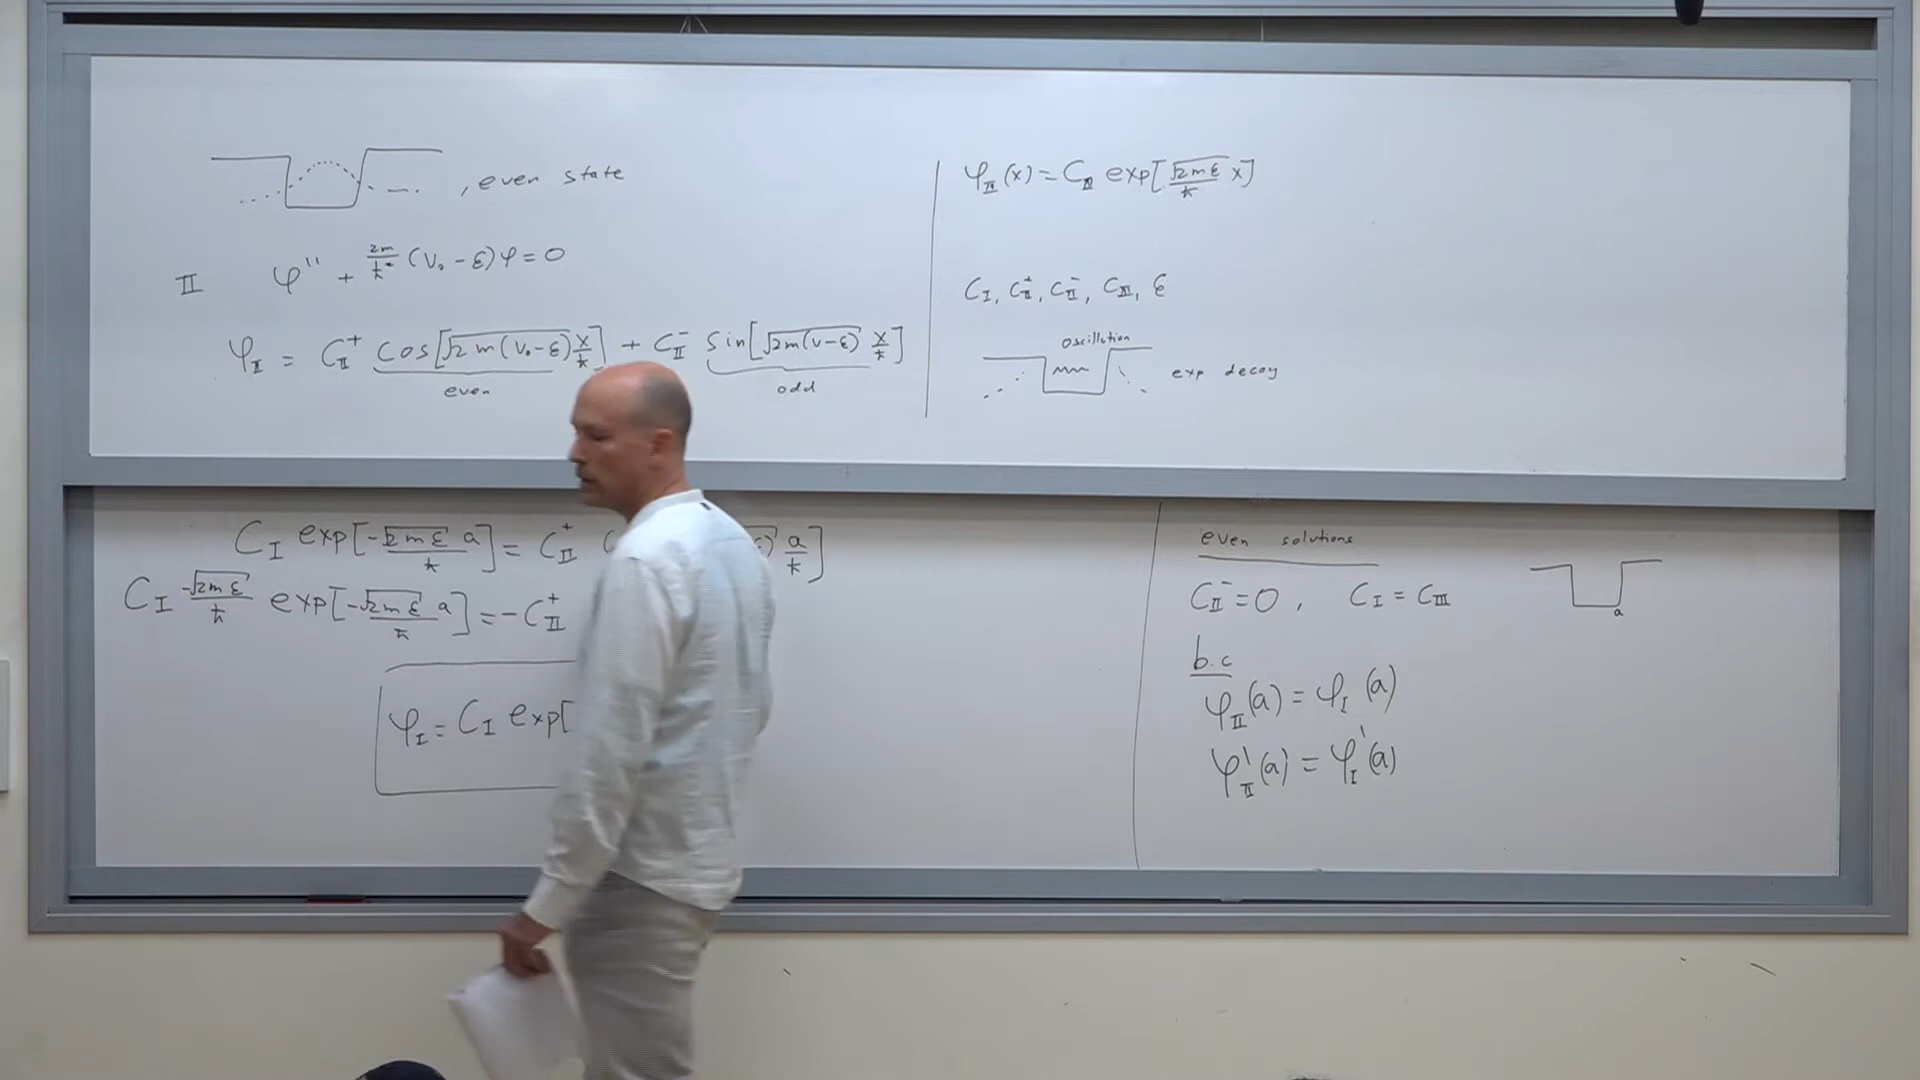 , even state
II φ'' + 2m/ħ² (V₀ - ε)φ = 0
φ_II = C_II⁺ cos[√2m(V₀-ε) x/ħ] + C_II⁻ sin[√2m(v-ε) x/ħ]
even odd
φ_III(x) = C_III exp[√2mε/ħ x]
C_I, C_II⁺, C_II⁻, C_III, ε
oscillation
exp decay
C_I exp[-√2mε/ħ a] = C_II⁺ a/ħ]
C_I -√2mε/ħ exp[-√2mε/ħ a] = -C_II⁺
φ_I = C_I exp[
even solutions
C_II⁻ = 0, C_I = C_III
a
b.c
φ_II(a) = φ_I(a)
φ'_II(a) = φ'_I(a)